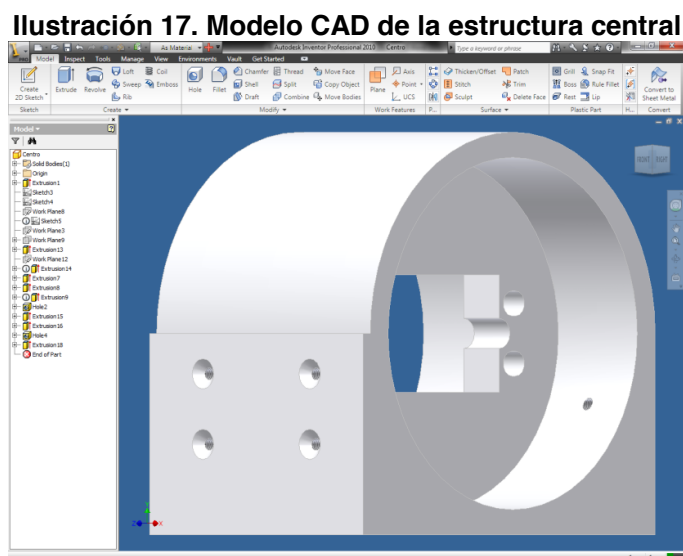 Ilustración 17. Modelo CAD de la estructura central
As Material
Autodesk Inventor Professional 2010 Centro
Type a keyword or phrase
PRO
Model Inspect Tools Manage View Environments Vault Get Started
Create 2D Sketch
Extrude
Revolve
Loft
Sweep
Rib
Coil
Emboss
Hole
Fillet
Chamfer
Shell
Draft
Thread
Split
Combine
Move Face
Copy Object
Move Bodies
Plane
Axis
Point
UCS
Thicken/Offset
Stitch
Sculpt
Patch
Trim
Delete Face
Grill
Boss
Rest
Snap Fit
Rule Fillet
Lip
Convert to Sheet Metal
Sketch
Create
Modify
Work Features
P...
Surface
Plastic Part
H...
Convert
Model
Centro
Solid Bodies(1)
Origin
Extrusion1
Sketch3
Sketch4
Work Plane8
Sketch5
Work Plane3
Work Plane9
Extrusion13
Work Plane12
Extrusion14
Extrusion7
Extrusion8
Extrusion9
Hole2
Extrusion15
Extrusion16
Hole4
Extrusion18
End of Part
Z
X